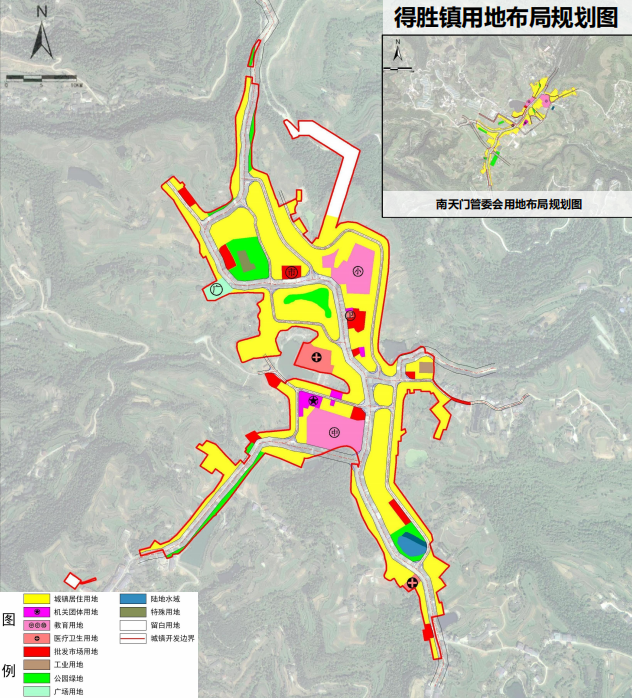 得胜镇用地布局规划图
N
N
南天门管委会用地布局规划图
小
广
中
图例
城镇居住用地
机关团体用地
教育用地
医疗卫生用地
批发市场用地
工业用地
公园绿地
广场用地
陆地水域
特殊用地
留白用地
城镇开发边界